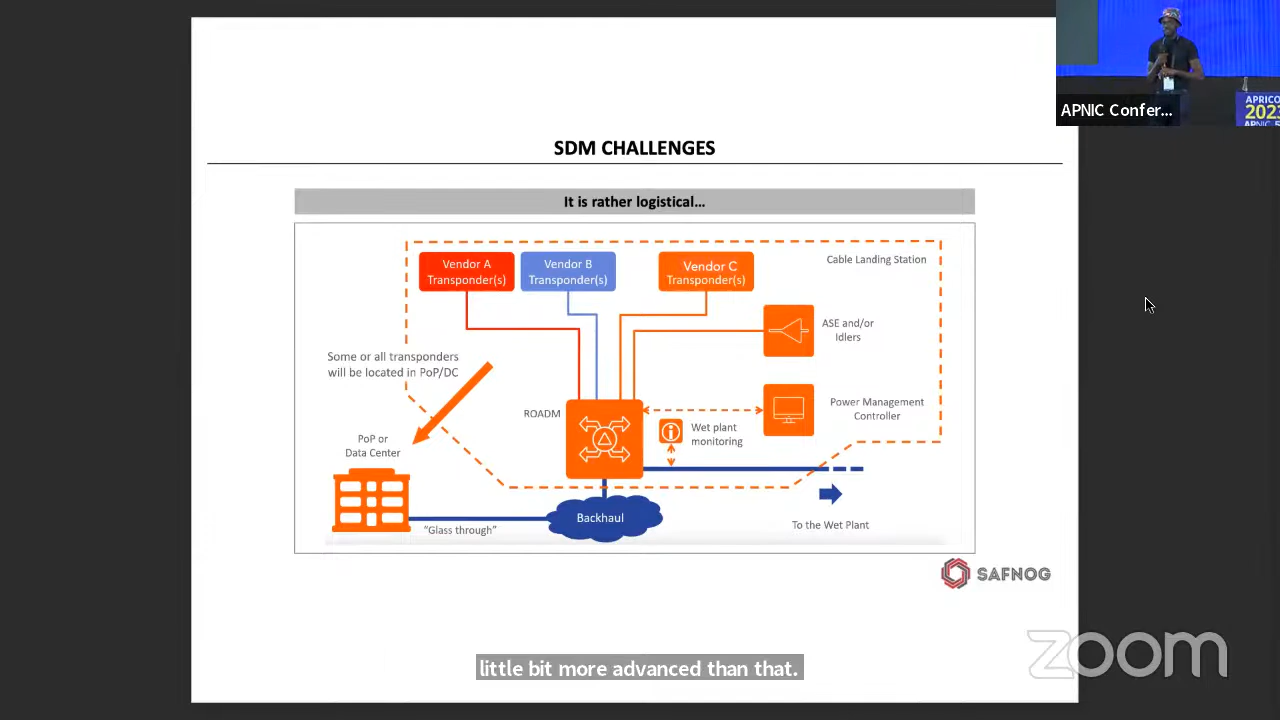 APNIC Confer...
APRICO
2023
SDM CHALLENGES
It is rather logistical...
Vendor A
Transponder(s)
Vendor B
Transponder(s)
Vendor C
Transponder(s)
Cable Landing Station
ASE and/or
Idlers
Some or all transponders
will be located in PoP/DC
ROADM
Power Management
Controller
Wet plant
monitoring
PoP or
Data Center
"Glass through"
Backhaul
To the Wet Plant
SAFNOG
zoom
little bit more advanced than that.